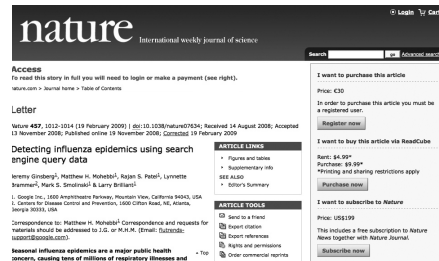 Login Cart
nature International weekly journal of science
Search go Advanced search
Access
To read this story in full you will need to login or make a payment (see right).
nature.com > Journal home > Table of Contents
Letter
Nature 457, 1012-1014 (19 February 2009) | doi:10.1038/nature07634; Received 14 August 2008; Accepted
13 November 2008; Published online 19 November 2008; Corrected 19 February 2009
Detecting influenza epidemics using search
engine query data
Jeremy Ginsberg1, Matthew H. Mohebbi1, Rajan S. Patel1, Lynnette
Brammer2, Mark S. Smolinski1 & Larry Brilliant1
1. Google Inc., 1600 Amphitheatre Parkway, Mountain View, California 94043, USA
2. Centers for Disease Control and Prevention, 1600 Clifton Road, NE, Atlanta,
Georgia 30333, USA
Correspondence to: Matthew H. Mohebbi1 Correspondence and requests for
materials should be addressed to J.G. or M.H.M. (Email: flutrends-
support@google.com).
Seasonal influenza epidemics are a major public health
concern, causing tens of millions of respiratory illnesses and
Top
ARTICLE LINKS
Figures and tables
Supplementary info
SEE ALSO
Editor's Summary
ARTICLE TOOLS
Send to a friend
Export citation
Export references
Rights and permissions
Order commercial reprints
I want to purchase this article
Price: €30
In order to purchase this article you must be
a registered user.
Register now
I want to buy this article via ReadCube
Rent: $4.99*
Purchase: $9.99*
*Printing and sharing restrictions apply
Purchase now
I want to subscribe to Nature
Price: US$199
This includes a free subscription to Nature
News together with Nature Journal.
Subscribe now